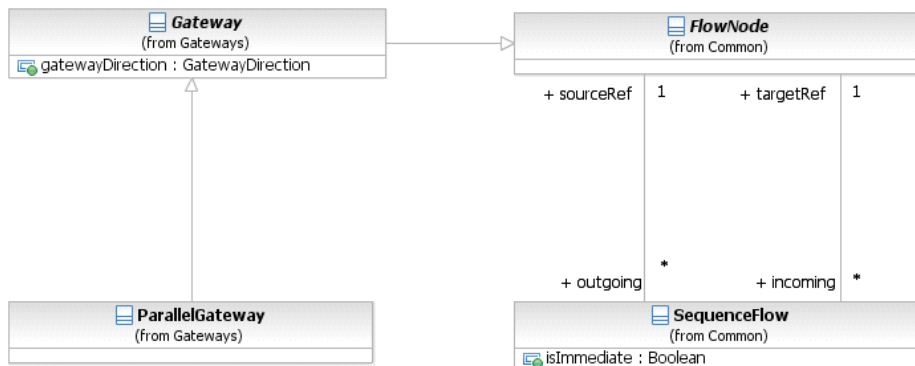 Gateway
(from Gateways)
gatewayDirection : GatewayDirection
FlowNode
(from Common)
+ sourceRef
1
+ targetRef
1
+ outgoing
*
+ incoming
*
ParallelGateway
(from Gateways)
SequenceFlow
(from Common)
isImmediate : Boolean